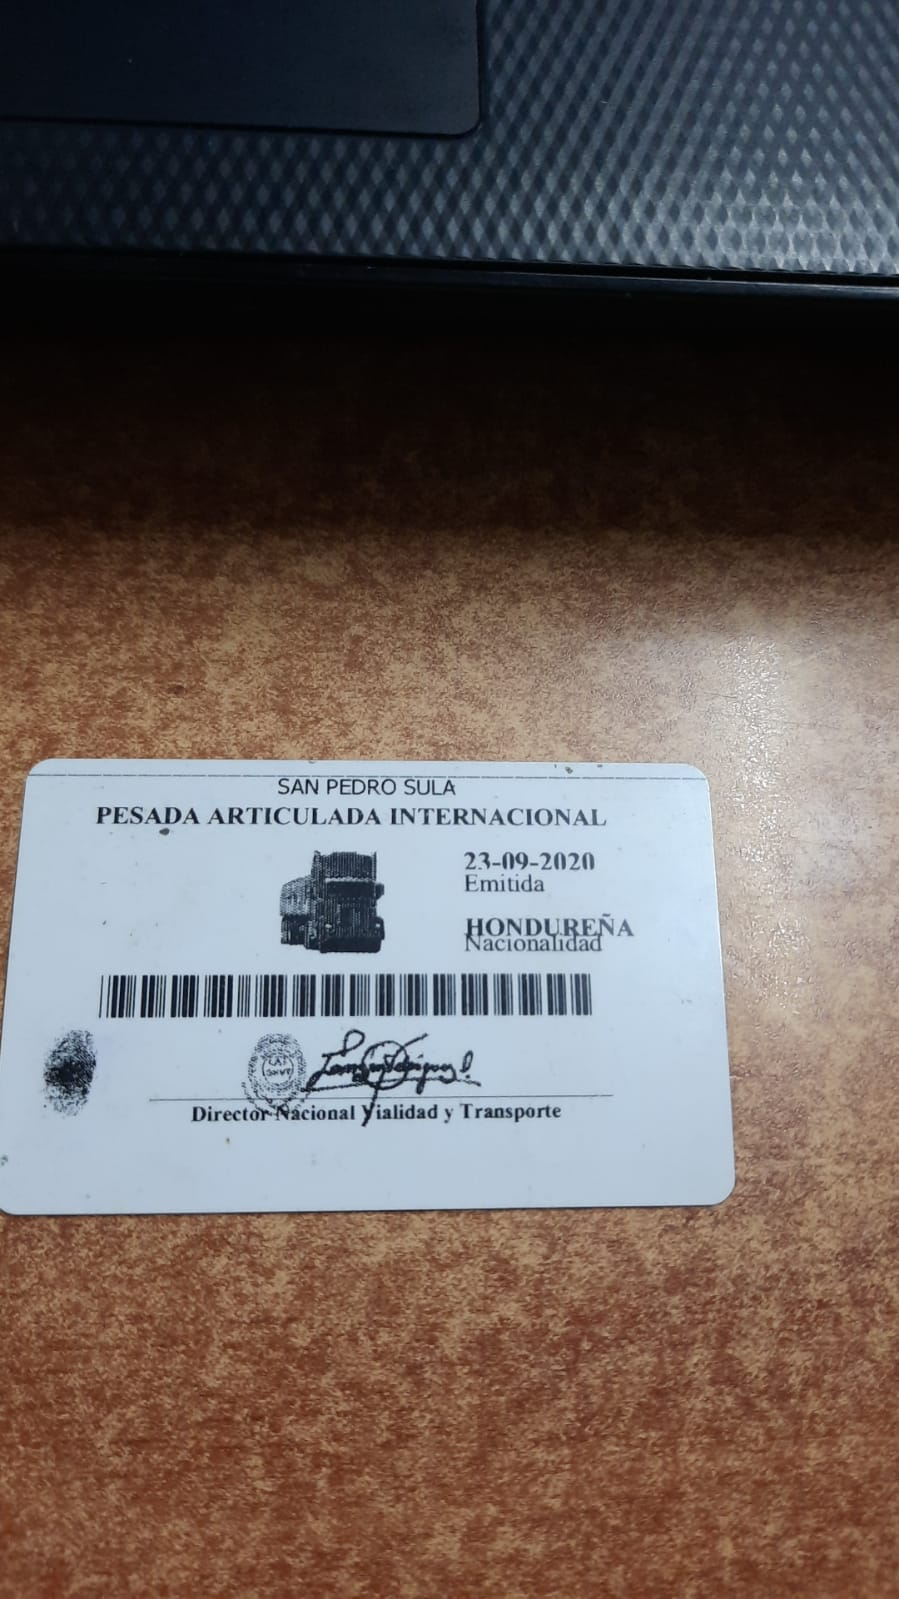 SAN PEDRO SULA
PESADA ARTICULADA INTERNACIONAL
23-09-2020
Emitida
HONDUREÑA
Nacionalidad
Director Nacional Vialidad y Transporte